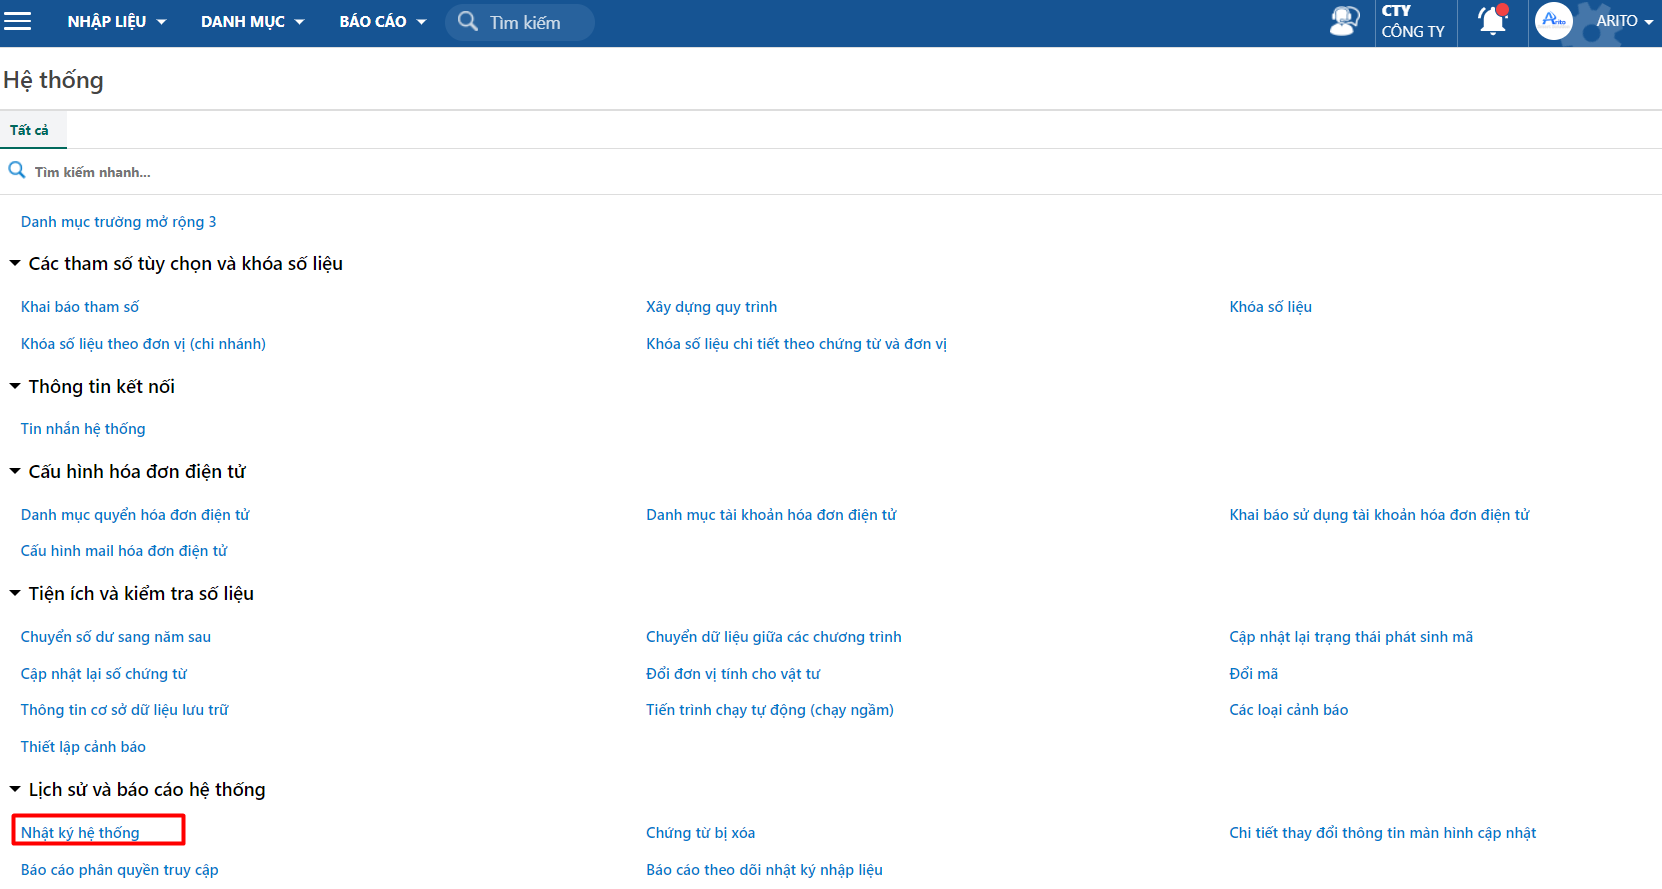 NHẬP LIỆU DANH MỤC BÁO CÁO Tìm kiếm CTY CÔNG TY Arito ARITO
Hệ thống
Tất cả
Tìm kiếm nhanh...
Danh mục trường mở rộng 3
Các tham số tùy chọn và khóa số liệu
Khai báo tham số Xây dựng quy trình Khóa số liệu
Khóa số liệu theo đơn vị (chi nhánh) Khóa số liệu chi tiết theo chứng từ và đơn vị
Thông tin kết nối
Tin nhắn hệ thống
Cấu hình hóa đơn điện tử
Danh mục quyển hóa đơn điện tử Danh mục tài khoản hóa đơn điện tử Khai báo sử dụng tài khoản hóa đơn điện tử
Cấu hình mail hóa đơn điện tử
Tiện ích và kiểm tra số liệu
Chuyển số dư sang năm sau Chuyển dữ liệu giữa các chương trình Cập nhật lại trạng thái phát sinh mã
Cập nhật lại số chứng từ Đổi đơn vị tính cho vật tư Đổi mã
Thông tin cơ sở dữ liệu lưu trữ Tiến trình chạy tự động (chạy ngầm) Các loại cảnh báo
Thiết lập cảnh báo
Lịch sử và báo cáo hệ thống
Nhật ký hệ thống Chứng từ bị xóa Chi tiết thay đổi thông tin màn hình cập nhật
Báo cáo phân quyền truy cập Báo cáo theo dõi nhật ký nhập liệu